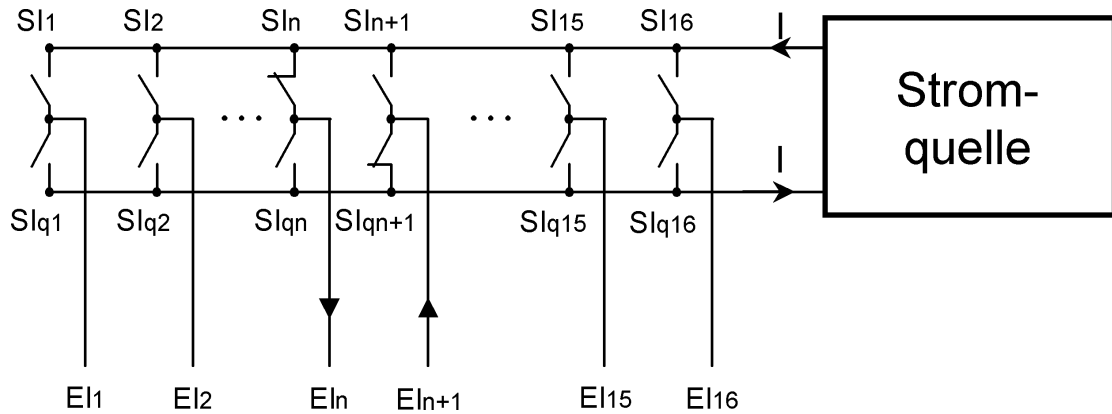 SI1 SI2 SIn SIn+1 SI15 SI16 I
Strom-
quelle
I
SIq1 SIq2 SIqn SIqn+1 SIq15 SIq16
EI1 EI2 EIn EIn+1 EI15 EI16